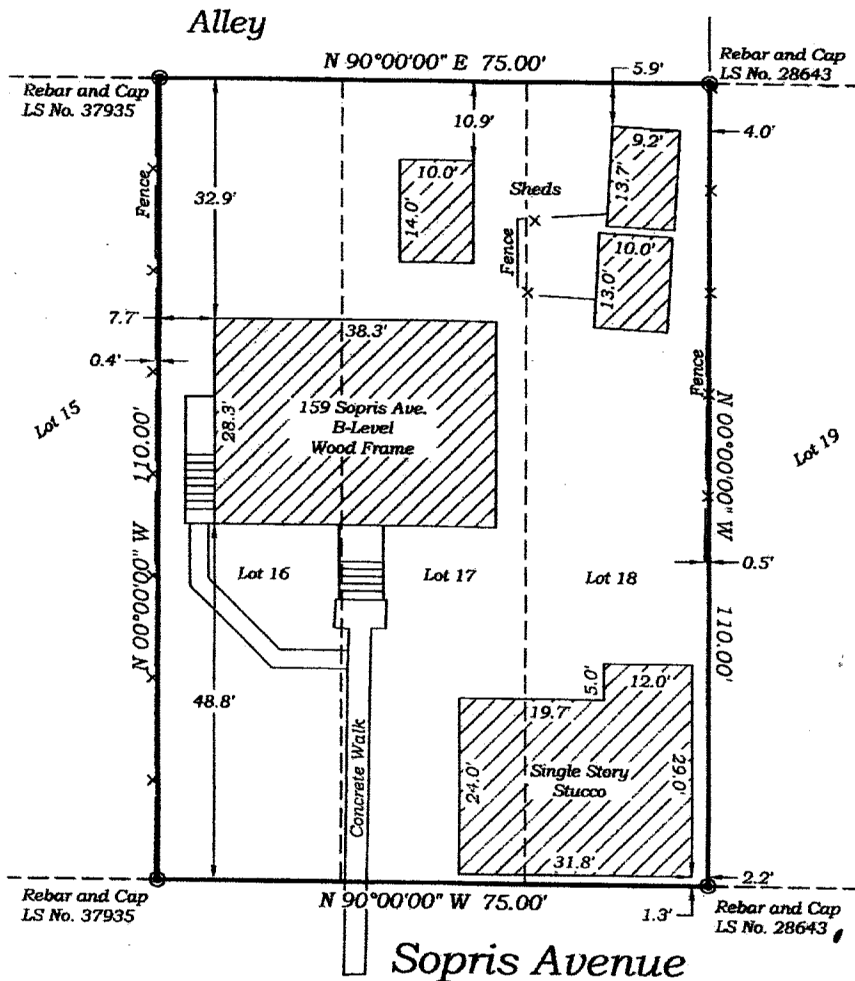 Alley
N 90°00'00" E 75.00'
Rebar and Cap
LS No. 28643
Rebar and Cap
LS No. 37935
5.9'
10.9'
4.0'
9.2'
13.7'
10.0'
14.0'
Sheds
Fence
32.9'
Fence
10.0'
13.0'
7.7'
38.3'
0.4'
Fence
159 Sopris Ave.
B-Level
Wood Frame
28.3'
Lot 15
110.00'
N 00°00'00" W
N 00°00'00" W
110.00'
Lot 19
Lot 16
Lot 17
Lot 18
0.5'
48.8'
5.0'
12.0'
19.7'
Concrete Walk
24.0'
Single Story
Stucco
29.0'
31.8'
2.2'
1.3'
Rebar and Cap
LS No. 37935
N 90°00'00" W 75.00'
Rebar and Cap
LS No. 28643
Sopris Avenue